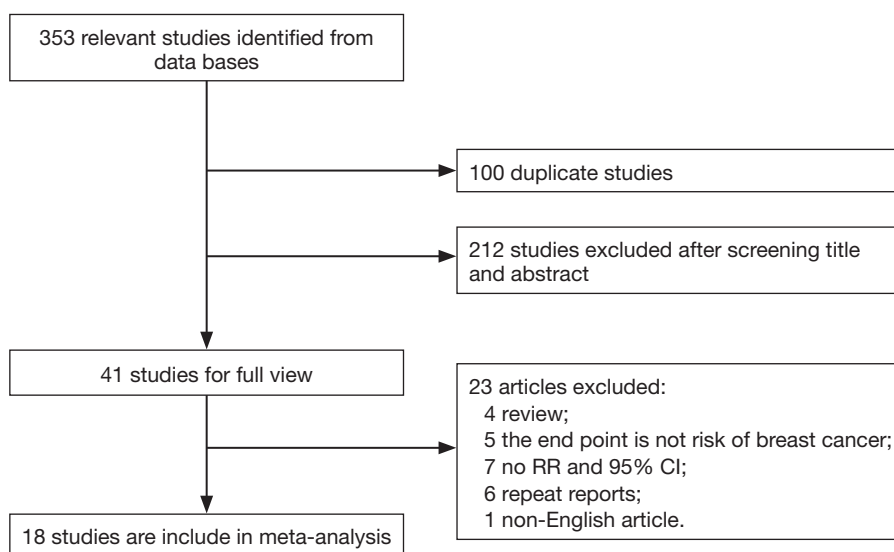 353 relevant studies identified from
data bases
100 duplicate studies
212 studies excluded after screening title
and abstract
41 studies for full view
23 articles excluded:
4 review;
5 the end point is not risk of breast cancer;
7 no RR and 95% CI;
6 repeat reports;
1 non-English article.
18 studies are include in meta-analysis